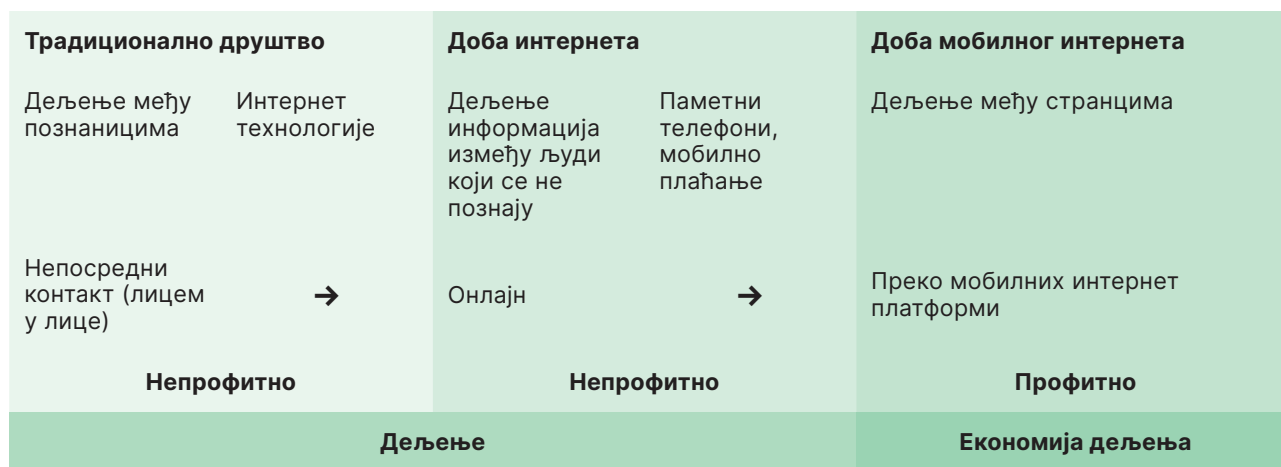 Традиционално друштво
Дељење међу
познаницима
Интернет
технологије
Непосредни
контакт (лицем
у лице)
→
Непрофитно
Доба интернета
Дељење
информација
између људи
који се не
познају
Паметни
телефони,
мобилно
плаћање
Онлајн
→
Непрофитно
Доба мобилног интернета
Дељење међу странцима
Преко мобилних интернет
платформи
Профитно
Дељење
Економија дељења